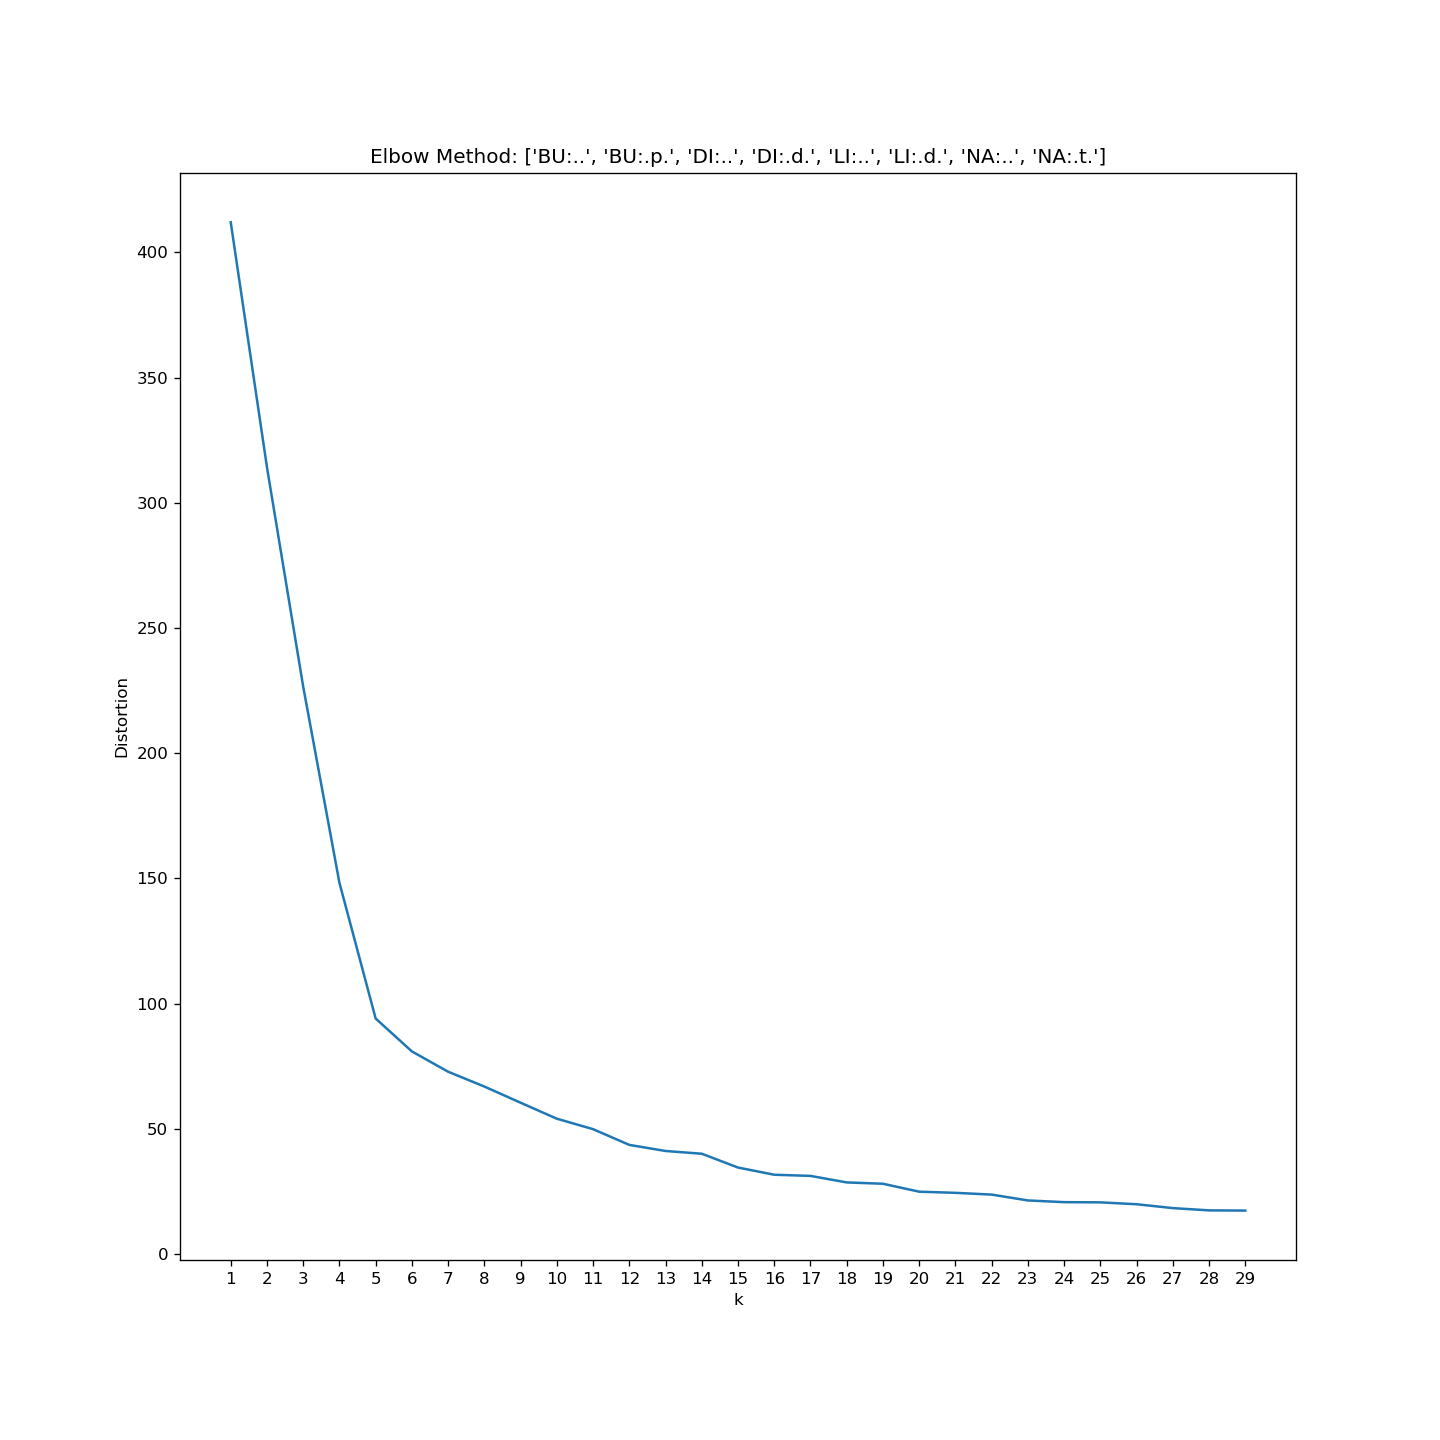 Elbow Method: ['BU:..', 'BU:.p.', 'DI:..', 'DI:.d.', 'LI:..', 'LI:.d.', 'NA:..', 'NA:.t.']
400
350
300
250
200
150
100
50
0
Distortion
1 2 3 4 5 6 7 8 9 10 11 12 13 14 15 16 17 18 19 20 21 22 23 24 25 26 27 28 29
k